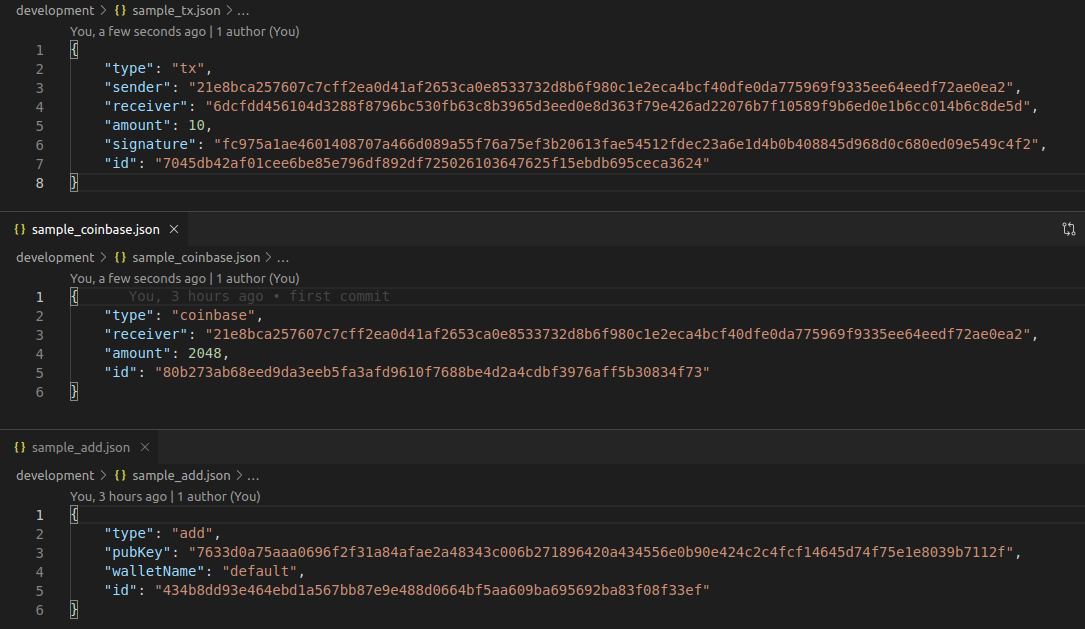 development > {} sample_tx.json > ...
You, a few seconds ago | 1 author (You)
1 {
2 "type": "tx",
3 "sender": "21e8bca257607c7cff2ea0d41af2653ca0e8533732d8b6f980c1e2eca4bcf40dfe0da775969f9335ee64eedf72ae0ea2",
4 "receiver": "6dcfdd456104d3288f8796bc530fb63c8b3965d3eed0e8d363f79e426ad22076b7f10589f9b6ed0e1b6cc014b6c8de5d",
5 "amount": 10,
6 "signature": "fc975a1ae4601408707a466d089a55f76a75ef3b20613fae54512fdec23a6e1d4b0b408845d968d0c680ed09e549c4f2",
7 "id": "7045db42af01cee6be85e796df892df725026103647625f15ebdb695ceca3624"
8 }
{} sample_coinbase.json ×
development > {} sample_coinbase.json > ...
You, a few seconds ago | 1 author (You)
1 { You, 3 hours ago • first commit
2 "type": "coinbase",
3 "receiver": "21e8bca257607c7cff2ea0d41af2653ca0e8533732d8b6f980c1e2eca4bcf40dfe0da775969f9335ee64eedf72ae0ea2",
4 "amount": 2048,
5 "id": "80b273ab68eed9da3eeb5fa3afd9610f7688be4d2a4cdbf3976aff5b30834f73"
6 }
{} sample_add.json ×
development > {} sample_add.json > ...
You, 3 hours ago | 1 author (You)
1 {
2 "type": "add",
3 "pubKey": "7633d0a75aaa0696f2f31a84afae2a48343c006b271896420a434556e0b90e424c2c4fcf14645d74f75e1e8039b7112f",
4 "walletName": "default",
5 "id": "434b8dd93e464ebd1a567bb87e9e488d0664bf5aa609ba695692ba83f08f33ef"
6 }